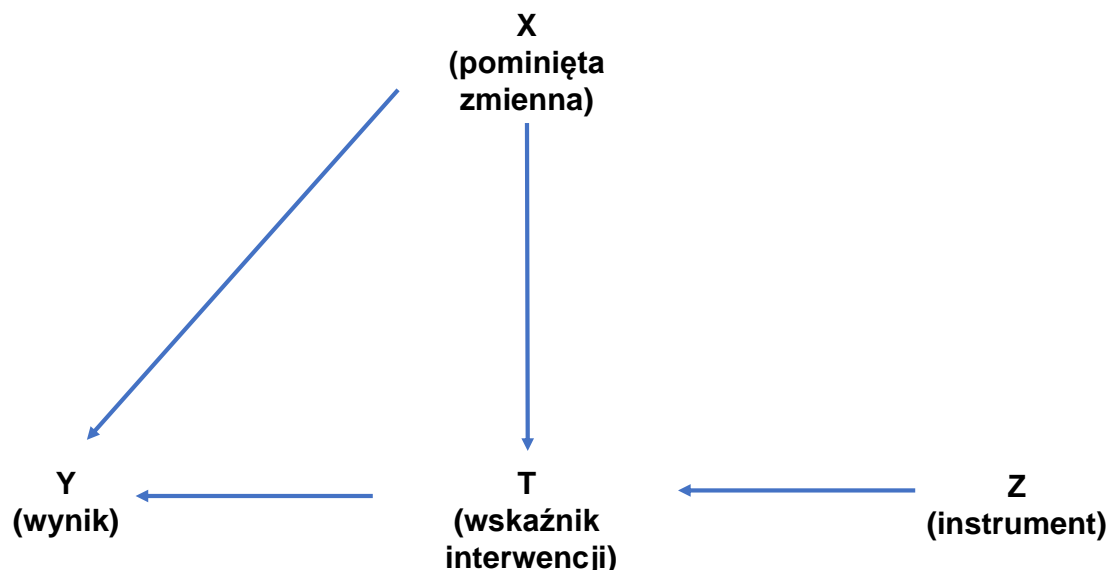 X
(pominięta
zmienna)
Y
(wynik)
T
(wskaźnik
interwencji)
Z
(instrument)